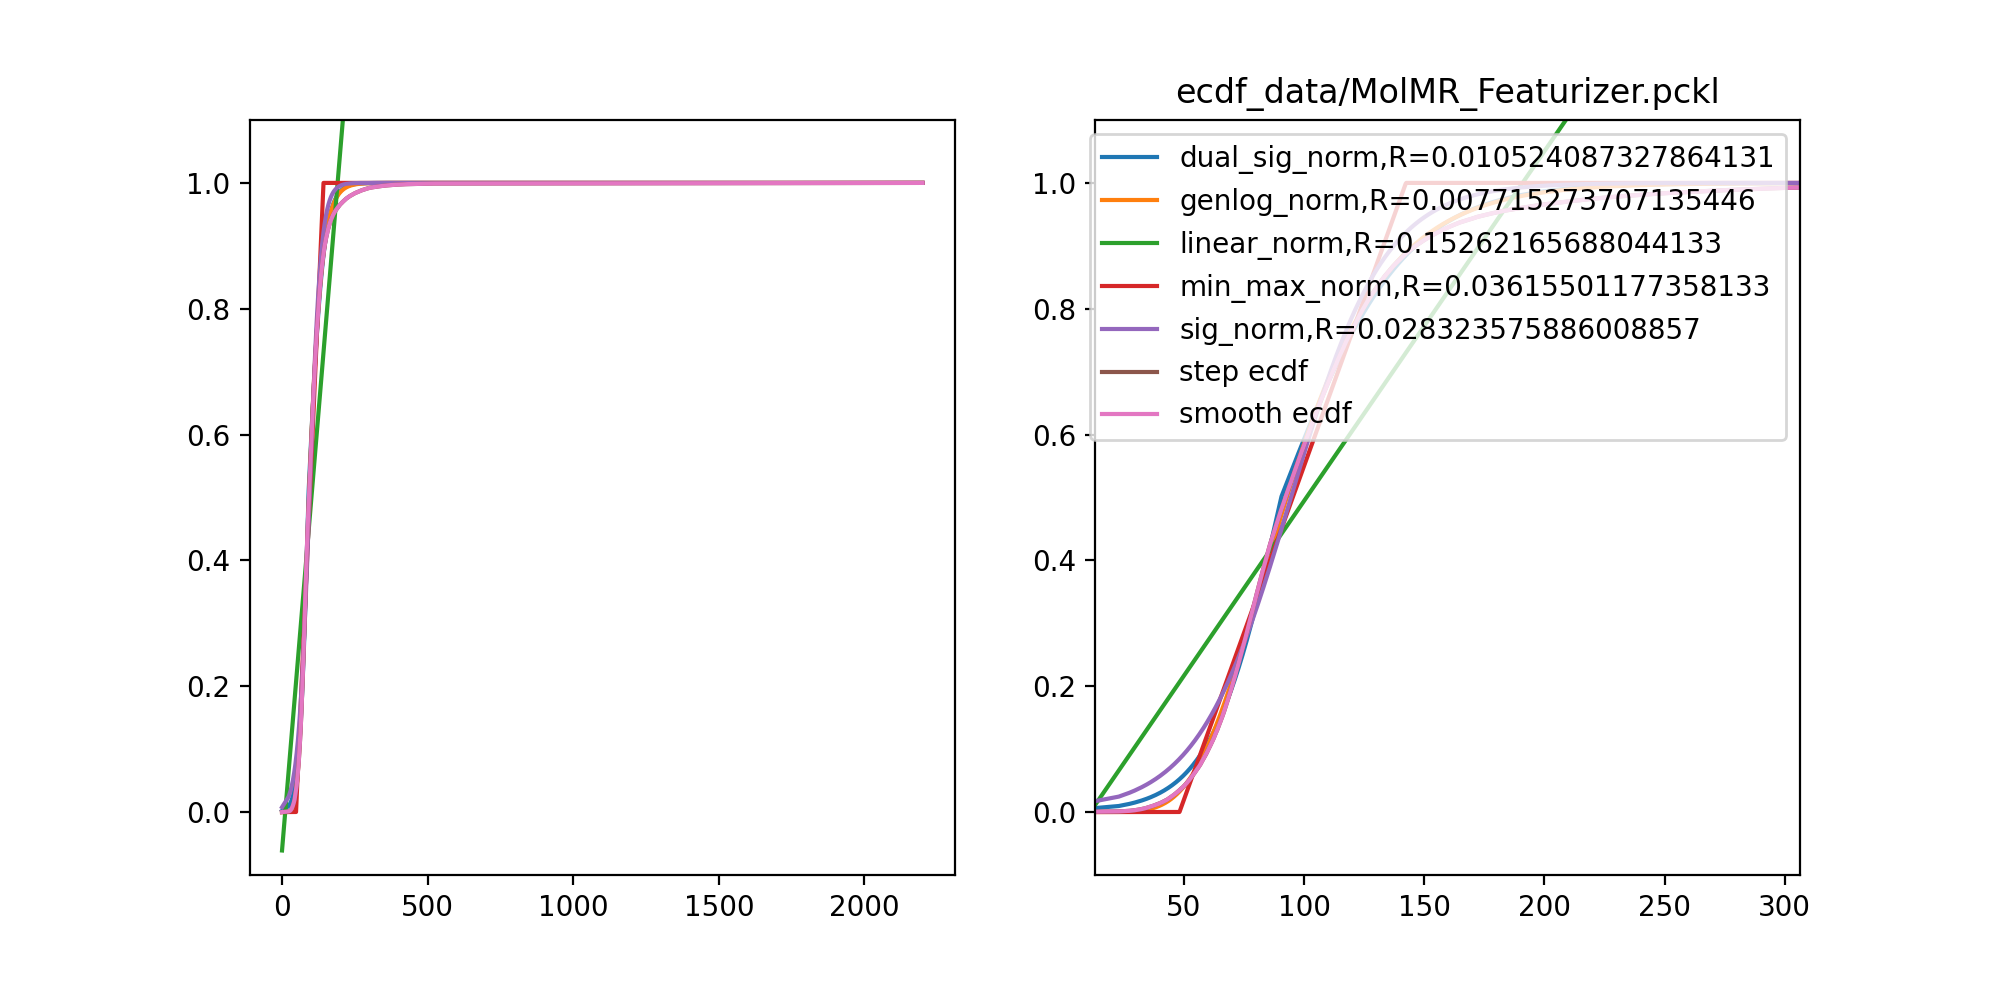 ecdf_data/MolMR_Featurizer.pckl
1.0
0.8
0.6
0.4
0.2
0.0
0 500 1000 1500 2000
dual_sig_norm,R=0.010524087327864131
genlog_norm,R=0.007715273707135446
linear_norm,R=0.15262165688044133
min_max_norm,R=0.03615501177358133
sig_norm,R=0.028323575886008857
step ecdf
smooth ecdf
1.0
0.8
0.6
0.4
0.2
0.0
50 100 150 200 250 300